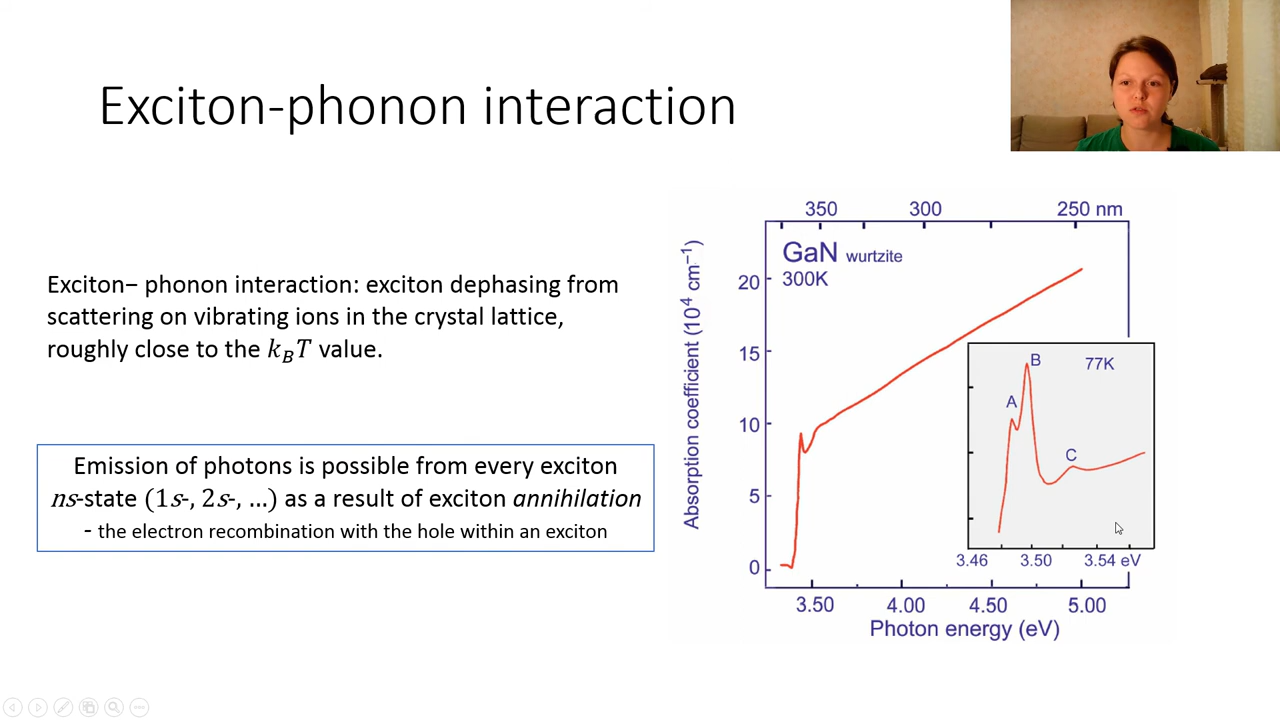 Exciton-phonon interaction
Exciton− phonon interaction: exciton dephasing from
scattering on vibrating ions in the crystal lattice,
roughly close to the k_BT value.
Emission of photons is possible from every exciton
ns-state (1s-, 2s-, ...) as a result of exciton annihilation
- the electron recombination with the hole within an exciton
350 300 250 nm
GaN wurtzite
300K
Absorption coefficient (10⁴ cm⁻¹)
20
15
10
5
0
3.50 4.00 4.50 5.00
Photon energy (eV)
77K
A
B
C
3.46 3.50 3.54 eV